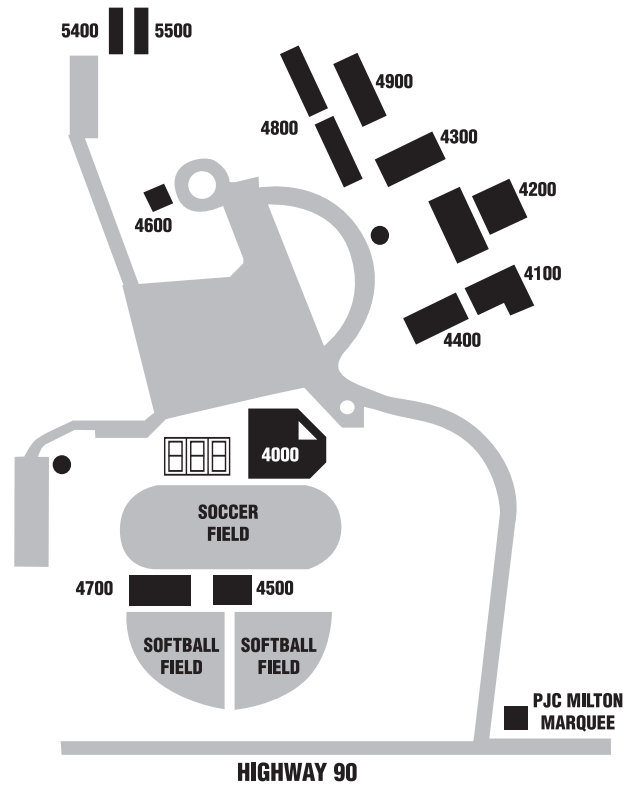 5400
5500
4900
4800
4300
4200
4600
4100
4400
4000
SOCCER
FIELD
4700
4500
SOFTBALL
FIELD
SOFTBALL
FIELD
PJC MILTON
MARQUEE
HIGHWAY 90